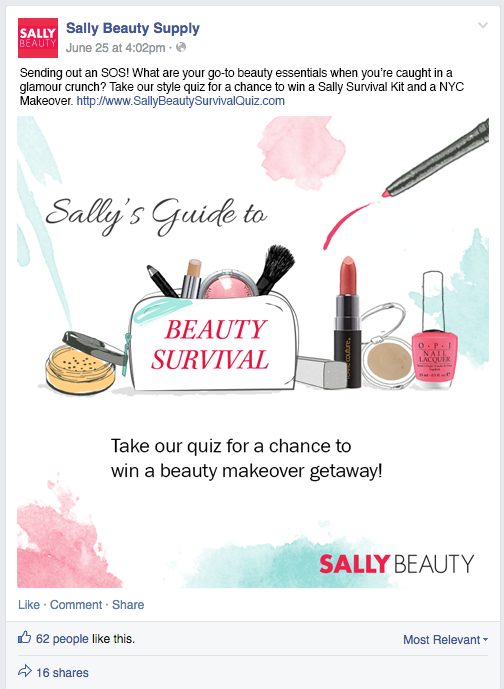 SALLY
BEAUTY
Sally Beauty Supply
June 25 at 4:02pm ·
Sending out an SOS! What are your go-to beauty essentials when you're caught in a
glamour crunch? Take our style quiz for a chance to win a Sally Survival Kit and a NYC
Makeover. http://www.SallyBeautySurvivalQuiz.com
Sally's Guide to
BEAUTY
SURVIVAL
O·P·I
NAIL
LACQUER
Take our quiz for a chance to
win a beauty makeover getaway!
SALLY BEAUTY
Like · Comment · Share
62 people like this.
Most Relevant
16 shares